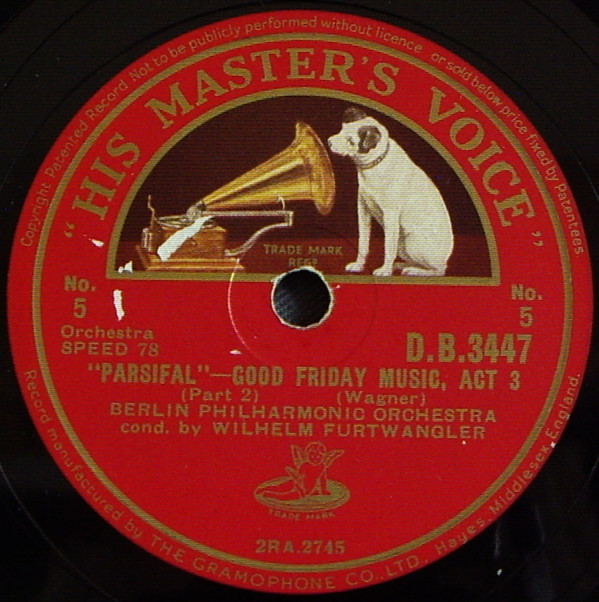 Copyright Patented Record Not to be publicly performed without licence or sold below price fixed by Patentees.
"HIS MASTER'S VOICE"
TRADE MARK
REGD
No.
5
No.
5
Orchestra
SPEED 78
D.B.3447
"PARSIFAL"—GOOD FRIDAY MUSIC, ACT 3
(Part 2) (Wagner)
BERLIN PHILHARMONIC ORCHESTRA
cond. by WILHELM FURTWANGLER
TRADE MARK
2RA.2745
Record manufactured by THE GRAMOPHONE CO., LTD. Hayes, Middlesex, England.